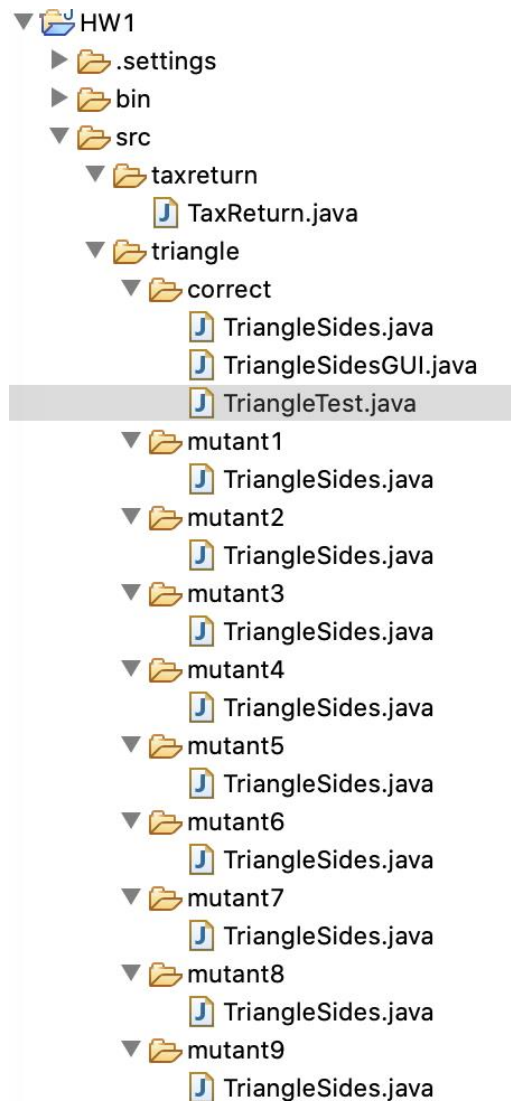 HW1
.settings
bin
src
taxreturn
TaxReturn.java
triangle
correct
TriangleSides.java
TriangleSidesGUI.java
TriangleTest.java
mutant1
TriangleSides.java
mutant2
TriangleSides.java
mutant3
TriangleSides.java
mutant4
TriangleSides.java
mutant5
TriangleSides.java
mutant6
TriangleSides.java
mutant7
TriangleSides.java
mutant8
TriangleSides.java
mutant9
TriangleSides.java